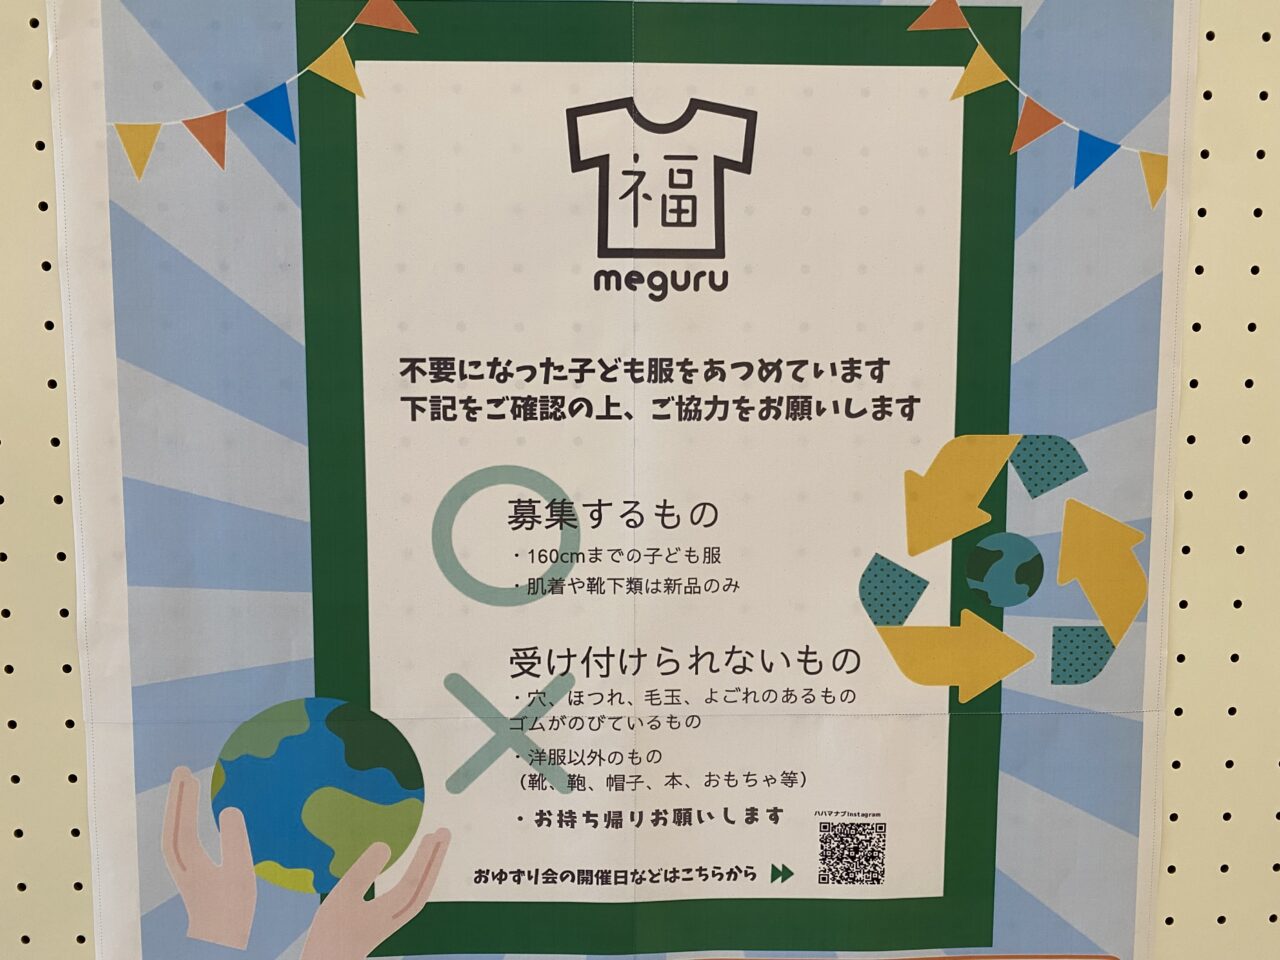 福
meguru
不要になった子ども服をあつめています
下記をご確認の上、ご協力をお願いします
募集するもの
・160cmまでの子ども服
・肌着や靴下類は新品のみ
受け付けられないもの
・穴、ほつれ、毛玉、よごれのあるもの
ゴムがのびているもの
・洋服以外のもの
（靴、鞄、帽子、本、おもちゃ等）
・お持ち帰りお願いします
ハハマナブInstagram
おゆずり会の開催日などはこちらから